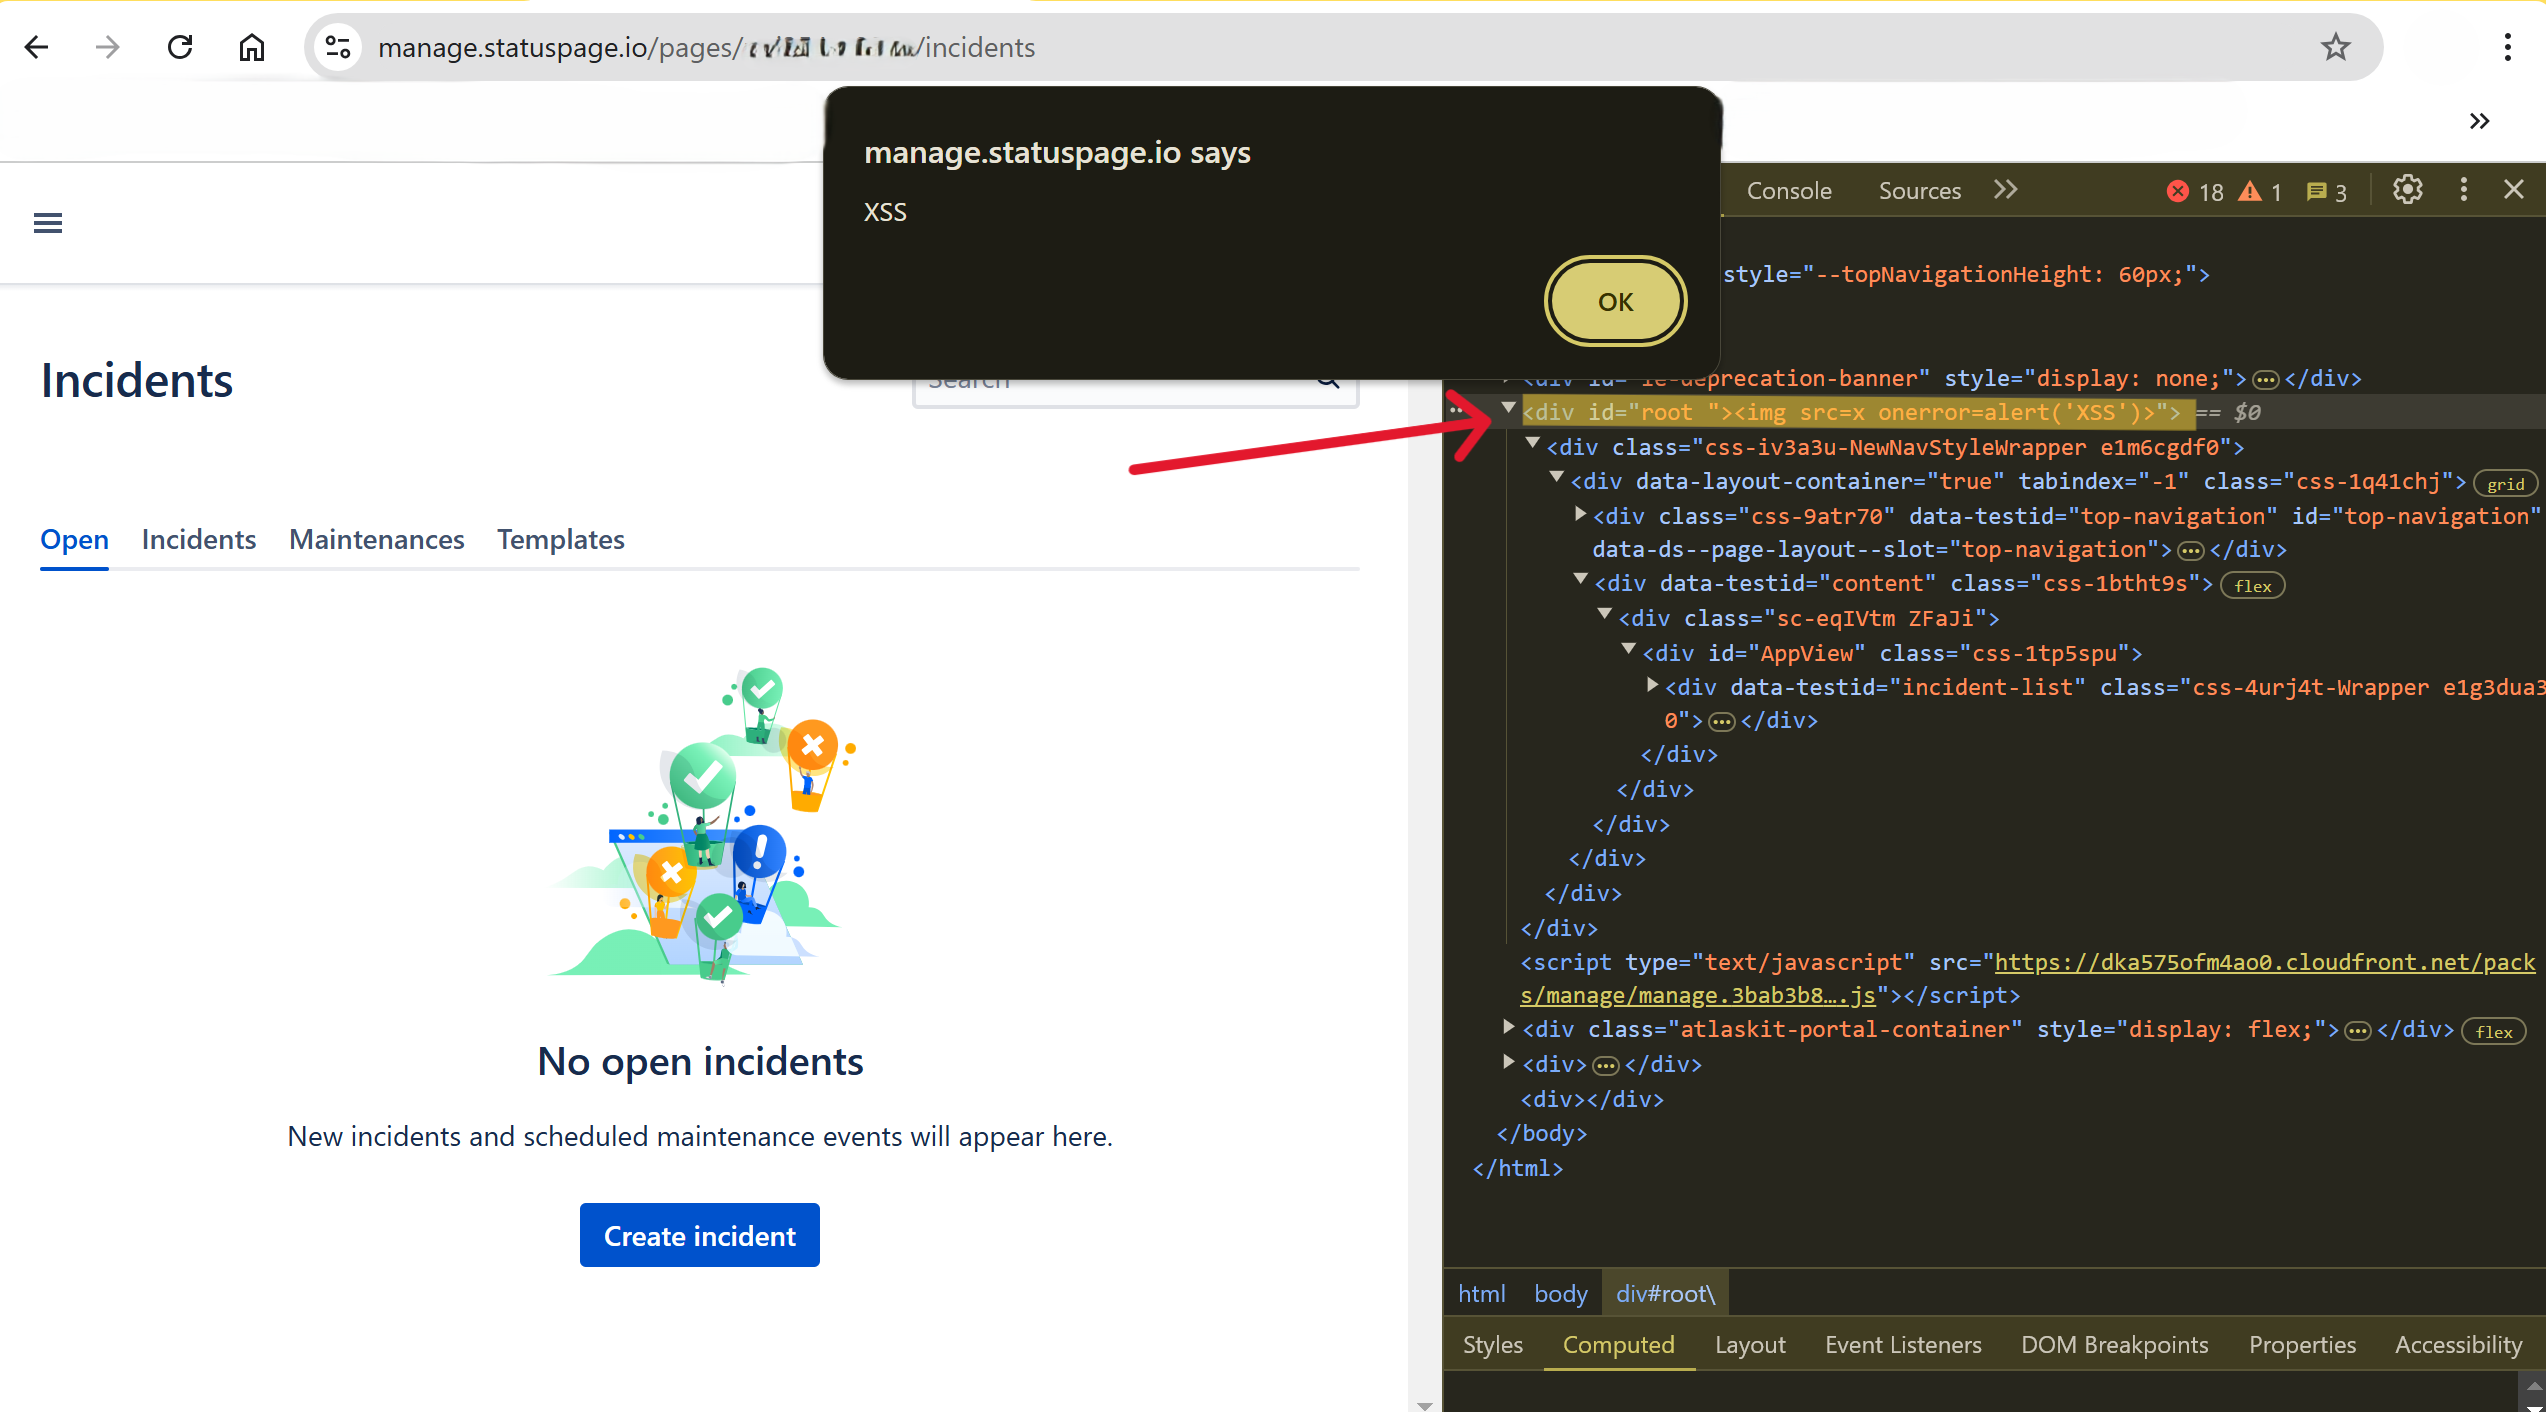 manage.statuspage.io/pages/ /incidents
manage.statuspage.io says
XSS
OK
Incidents
Search
Open Incidents Maintenances Templates
No open incidents
New incidents and scheduled maintenance events will appear here.
Create incident
Console Sources 18 1 3
style="--topNavigationHeight: 60px;">
<div id="ie-deprecation-banner" style="display: none;">…</div>
<div id="root "><img src=x onerror=alert('XSS')>"> == $0
<div class="css-iv3a3u-NewNavStyleWrapper e1m6cgdf0">
<div data-layout-container="true" tabindex="-1" class="css-1q41chj"> grid
<div class="css-9atr70" data-testid="top-navigation" id="top-navigation"
data-ds--page-layout--slot="top-navigation">…</div>
<div data-testid="content" class="css-1btht9s"> flex
<div class="sc-eqIVtm ZFaJi">
<div id="AppView" class="css-1tp5spu">
<div data-testid="incident-list" class="css-4urj4t-Wrapper e1g3dua3
0">…</div>
</div>
</div>
</div>
</div>
</div>
</div>
<script type="text/javascript" src="https://dka575ofm4ao0.cloudfront.net/pack
s/manage/manage.3bab3b8….js"></script>
<div class="atlaskit-portal-container" style="display: flex;">…</div> flex
<div>…</div>
<div></div>
</body>
</html>
html body div#root\
Styles Computed Layout Event Listeners DOM Breakpoints Properties Accessibility